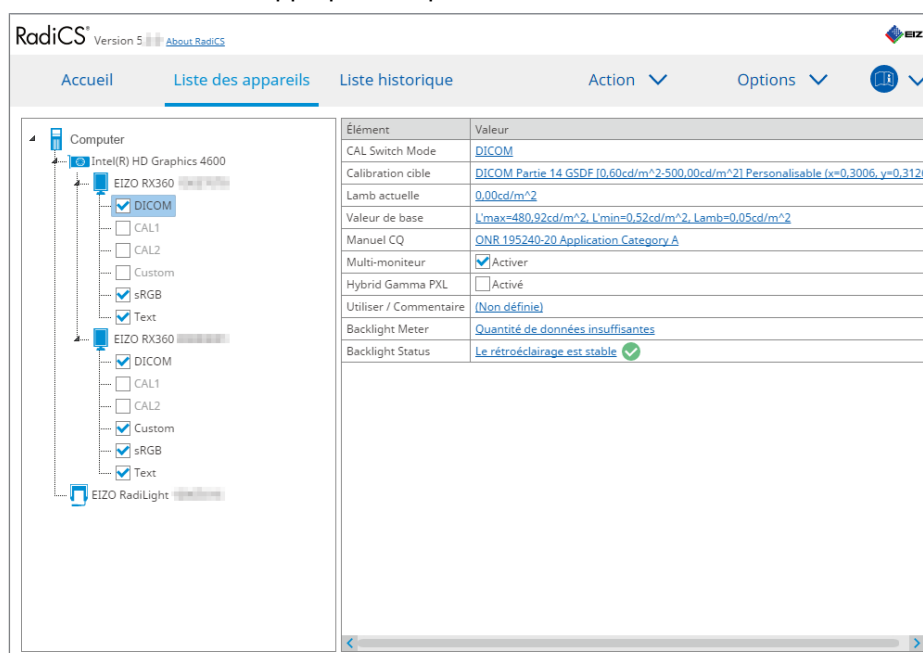 RadiCS® Version 5 About RadiCS
EIZ
Accueil Liste des appareils Liste historique Action Options
Computer
Intel(R) HD Graphics 4600
EIZO RX360
DICOM
CAL1
CAL2
Custom
sRGB
Text
EIZO RX360
DICOM
CAL1
CAL2
Custom
sRGB
Text
EIZO RadiLight
Élément Valeur
CAL Switch Mode DICOM
Calibration cible DICOM Partie 14 GSDF [0,60cd/m^2-500,00cd/m^2] Personalisable (x=0,3006, y=0,312
Lamb actuelle 0,00cd/m^2
Valeur de base L'max=480,92cd/m^2, L'min=0,52cd/m^2, Lamb=0,05cd/m^2
Manuel CQ ONR 195240-20 Application Category A
Multi-moniteur Activer
Hybrid Gamma PXL Activé
Utiliser / Commentaire (Non définie)
Backlight Meter Quantité de données insuffisantes
Backlight Status Le rétroéclairage est stable